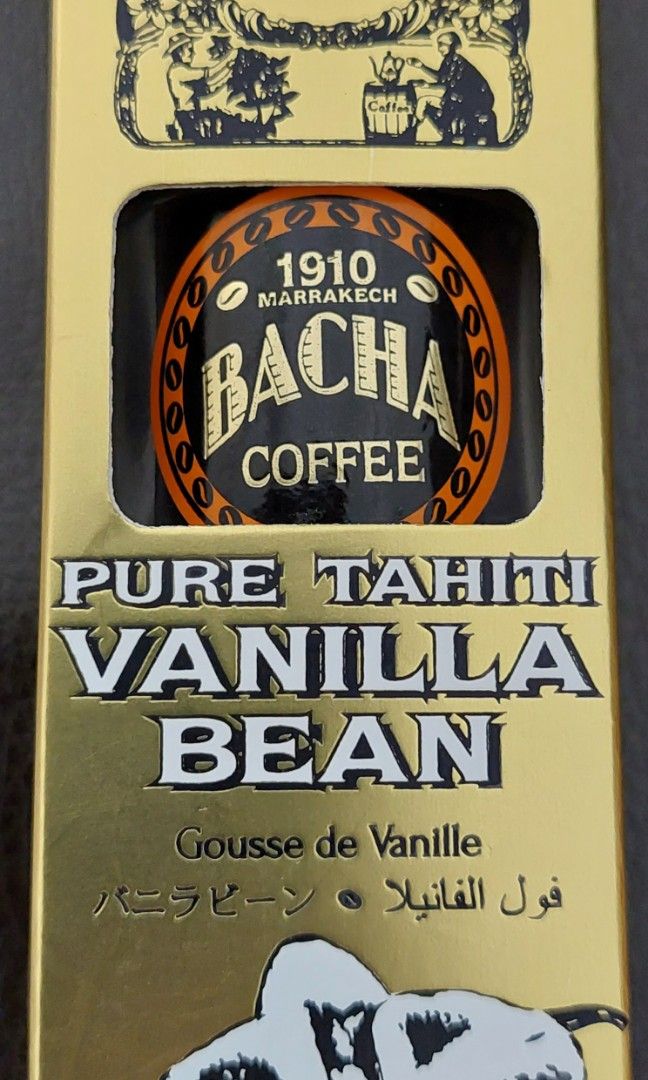 Coffee
1910
MARRAKECH
BACHA
COFFEE
PURE TAHITI
VANILLA
BEAN
Gousse de Vanille
バニラビーン فول الفانيلا